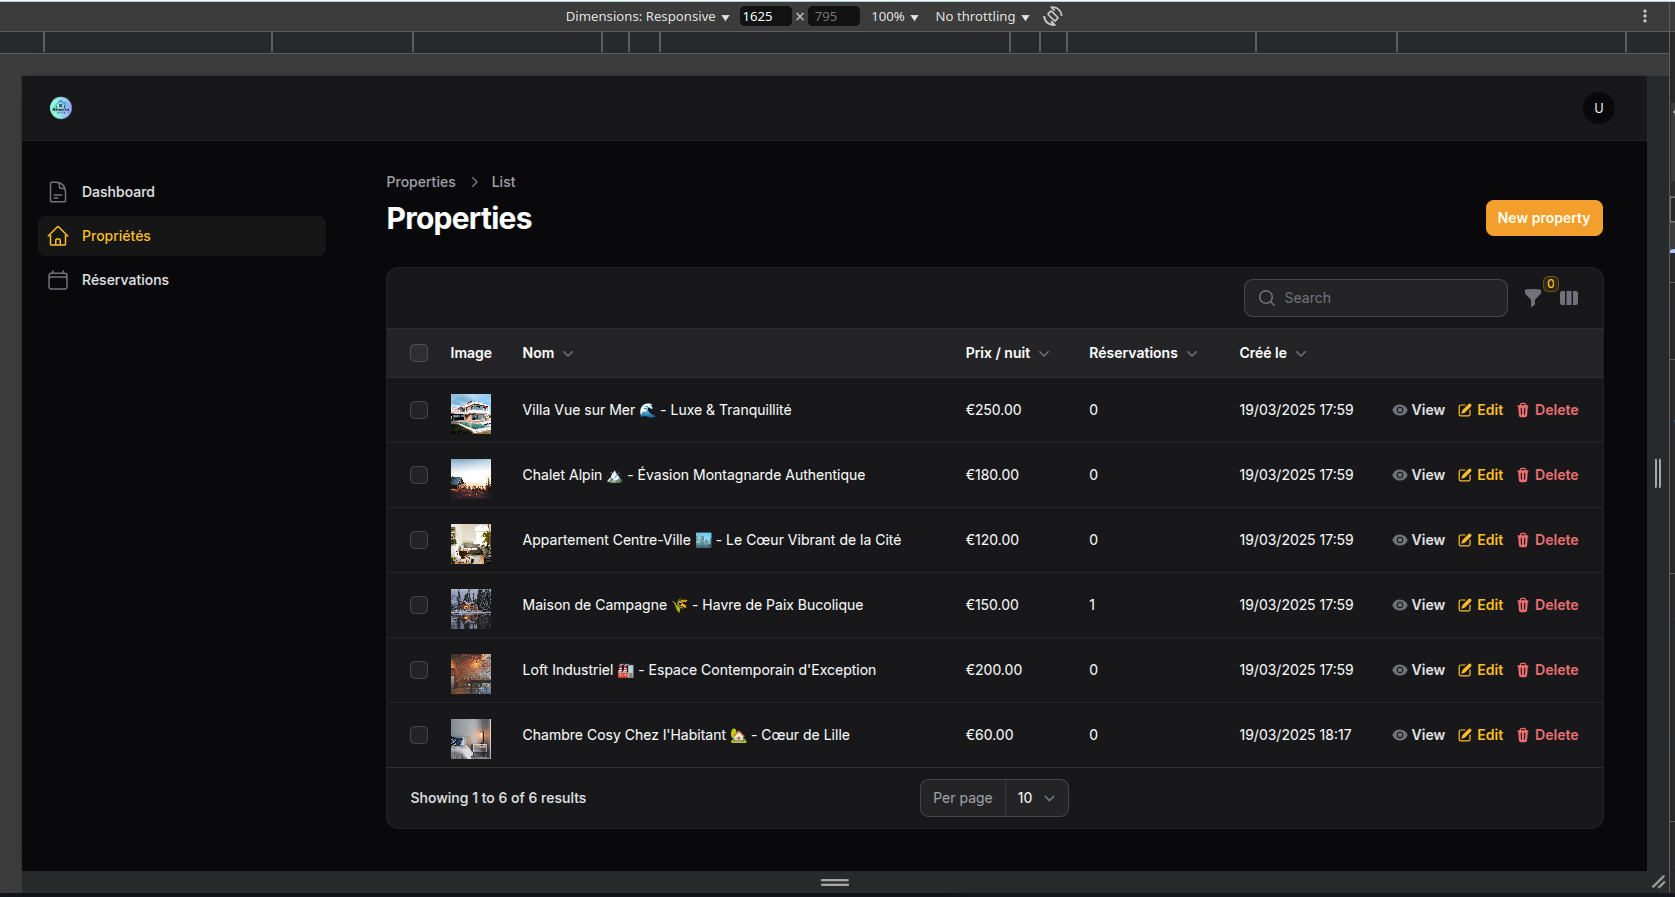 Dimensions: Responsive 1625 × 795 100% No throttling
U
Dashboard
Propriétés
Réservations
Properties > List
Properties
New property
Search
0
Image Nom Prix / nuit Réservations Créé le
Villa Vue sur Mer 🌊 - Luxe & Tranquillité €250.00 0 19/03/2025 17:59 View Edit Delete
Chalet Alpin 🏔️ - Évasion Montagnarde Authentique €180.00 0 19/03/2025 17:59 View Edit Delete
Appartement Centre-Ville 🏙️ - Le Cœur Vibrant de la Cité €120.00 0 19/03/2025 17:59 View Edit Delete
Maison de Campagne 🌾 - Havre de Paix Bucolique €150.00 1 19/03/2025 17:59 View Edit Delete
Loft Industriel 🏭 - Espace Contemporain d'Exception €200.00 0 19/03/2025 17:59 View Edit Delete
Chambre Cosy Chez l'Habitant 🏡 - Cœur de Lille €60.00 0 19/03/2025 18:17 View Edit Delete
Showing 1 to 6 of 6 results
Per page 10